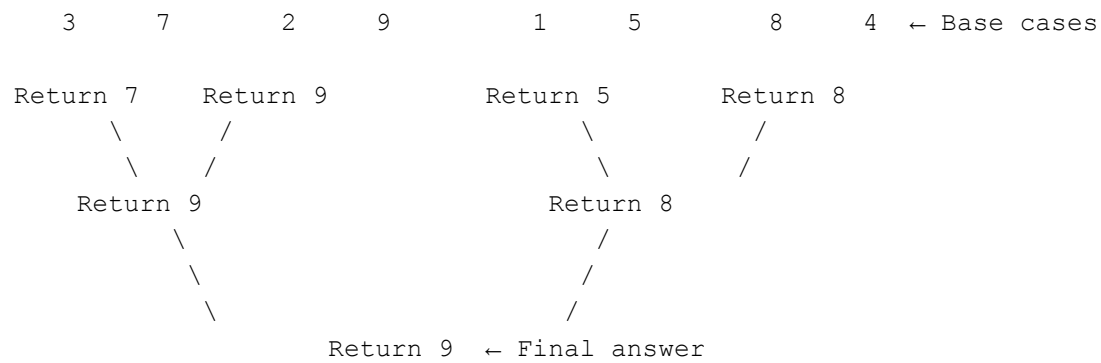 3 7 2 9 1 5 8 4 ← Base cases
Return 7 Return 9 Return 5 Return 8
\ / \ /
\ / \ /
Return 9 Return 8
\ /
\ /
\ /
Return 9 ← Final answer